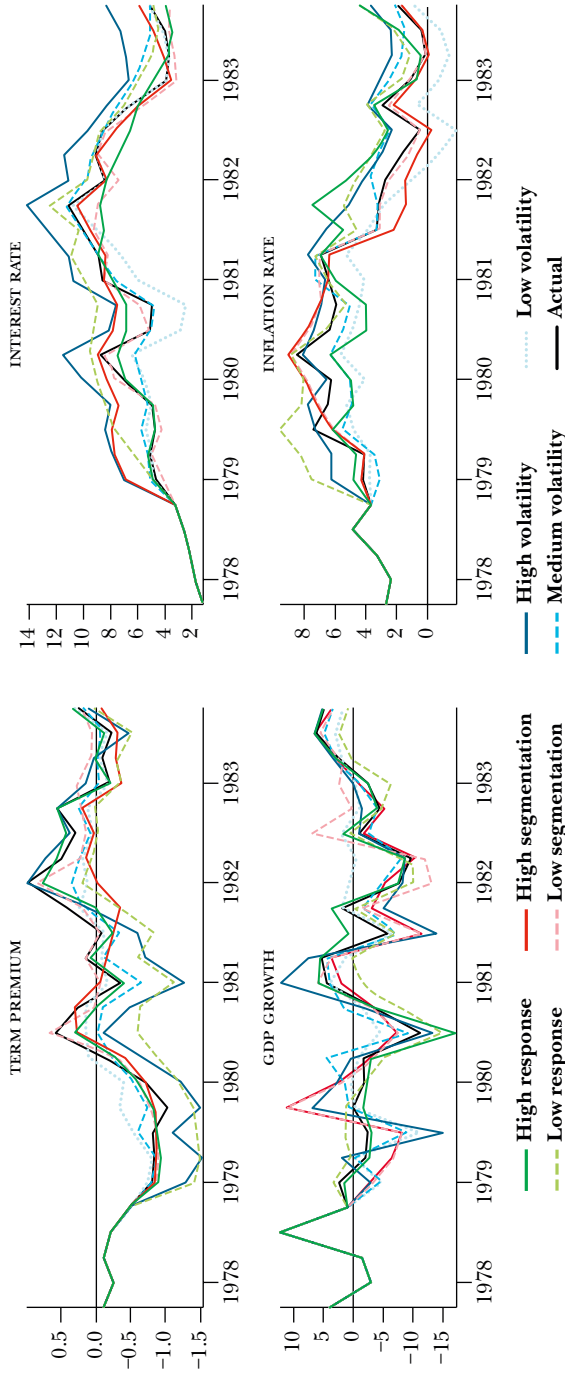 TERM PREMIUM
0.5
0.0
-0.5
-1.0
-1.5
1978 1979 1980 1981 1982 1983
INTEREST RATE
14
12
10
8
6
4
2
1978 1979 1980 1981 1982 1983
GDP GROWTH
10
5
0
-5
-10
-15
1978 1979 1980 1981 1982 1983
INFLATION RATE
8
6
4
2
0
1978 1979 1980 1981 1982 1983
High response High segmentation High volatility Low volatility
Low response Low segmentation Medium volatility Actual